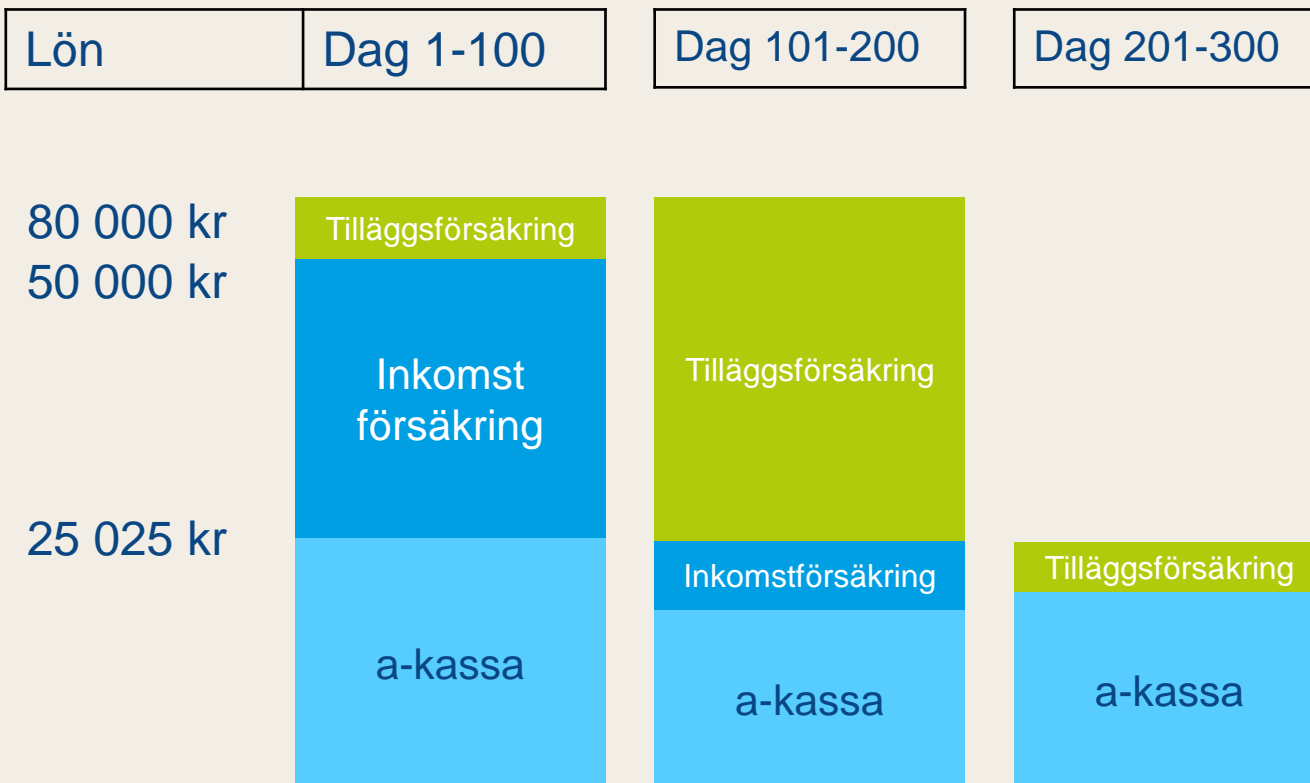 Lön
Dag 1-100
Dag 101-200
Dag 201-300
80 000 kr
50 000 kr
25 025 kr
Tilläggsförsäkring
Inkomst
försäkring
a-kassa
Tilläggsförsäkring
Inkomstförsäkring
a-kassa
Tilläggsförsäkring
a-kassa